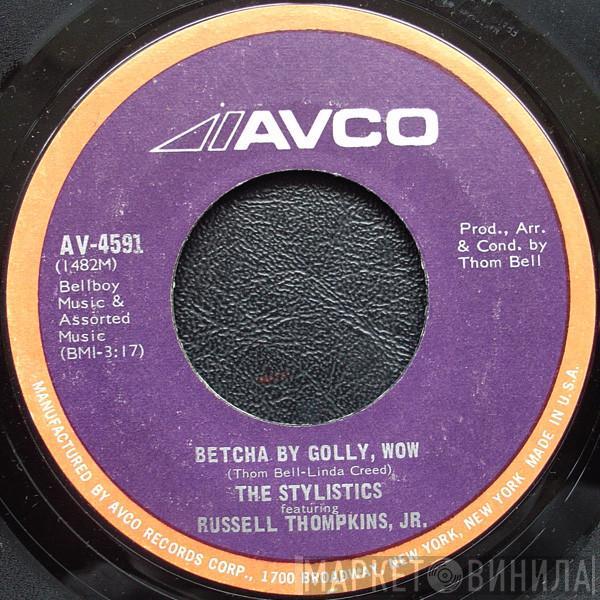 AVCO
AV-4591
(1482M)
Bellboy
Music &
Assorted
Music
(BMI-3:17)
Prod., Arr.
& Cond. by
Thom Bell
BETCHA BY GOLLY, WOW
(Thom Bell-Linda Creed)
THE STYLISTICS
featuring
RUSSELL THOMPKINS, JR.
MANUFACTURED BY AVCO RECORDS CORP., 1700 BROADWAY, NEW YORK, NEW YORK MADE IN U.S.A.
МАРКЕТ ВИНИЛА